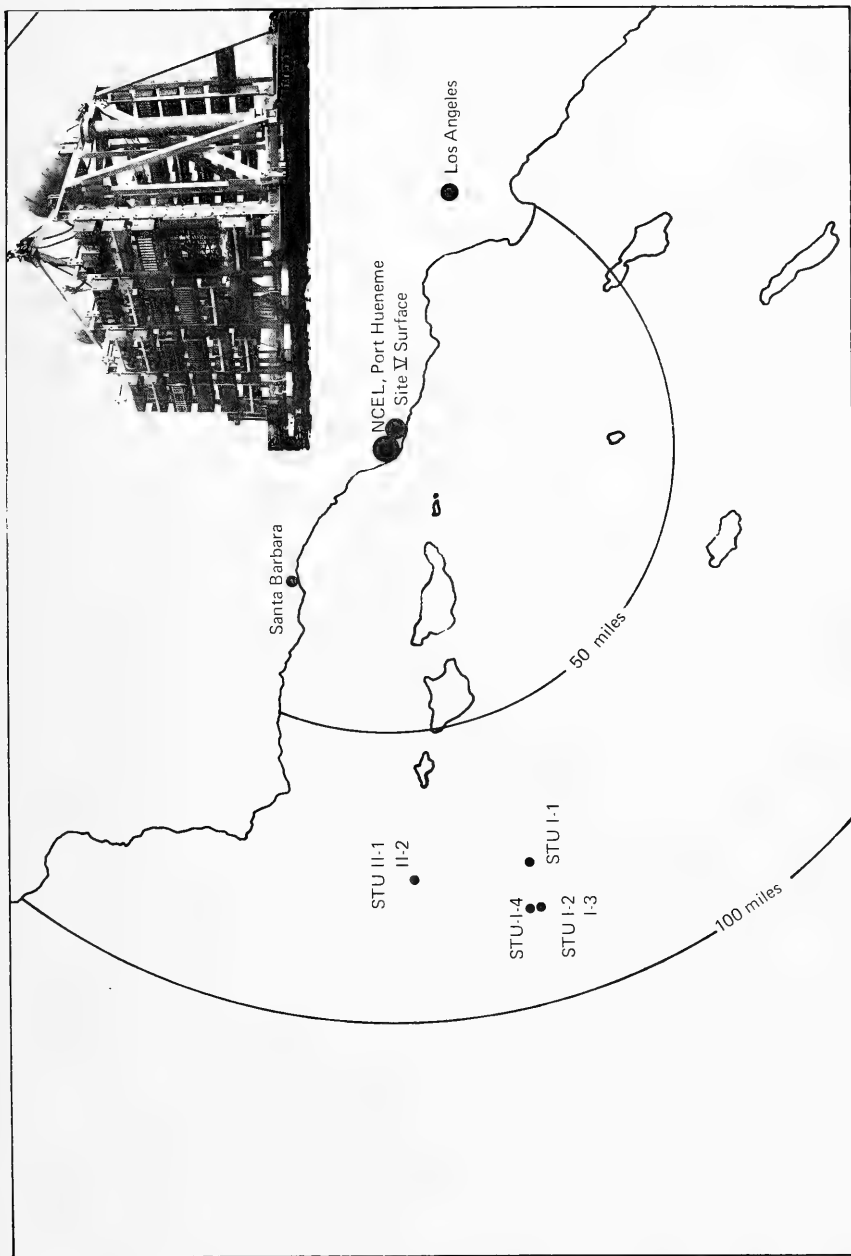 Santa Barbara
NCEL, Port Hueneme
Site V Surface
Los Angeles
STU II-1
II-2
STU-I-4
STU I-2
I-3
STU I-1
50 miles
100 miles